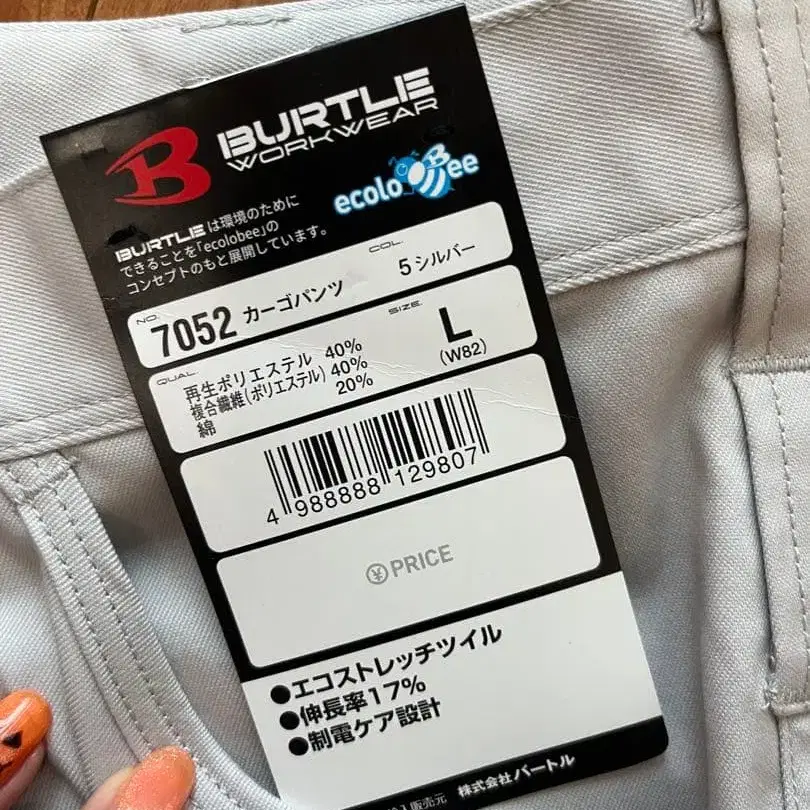 BURTLE
WORKWEAR
B
ecoloBee
BURTLEは環境のために
できることを「ecolobee」の
コンセプトのもと展開しています。
NO.
7052 カーゴパンツ
COL.
5 シルバー
QUAL.
再生ポリエステル 40%
複合繊維(ポリエステル) 40%
綿 20%
SIZE.
L
(W82)
4 988888 129807
¥ PRICE
●エコストレッチツイル
●伸長率17%
●制電ケア設計
入販売元 株式会社バートル